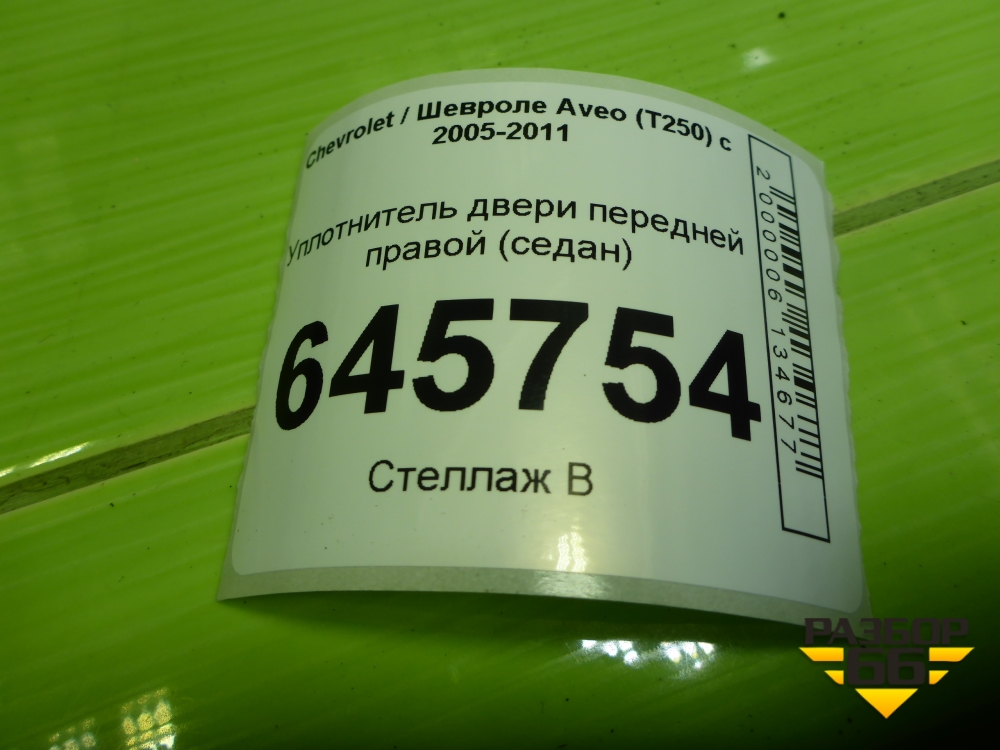 Chevrolet / Шевроле Aveo (T250) с
2005-2011
Уплотнитель двери передней
правой (седан)
645754
Стеллаж В
2000006134677
РАЗБОР
66